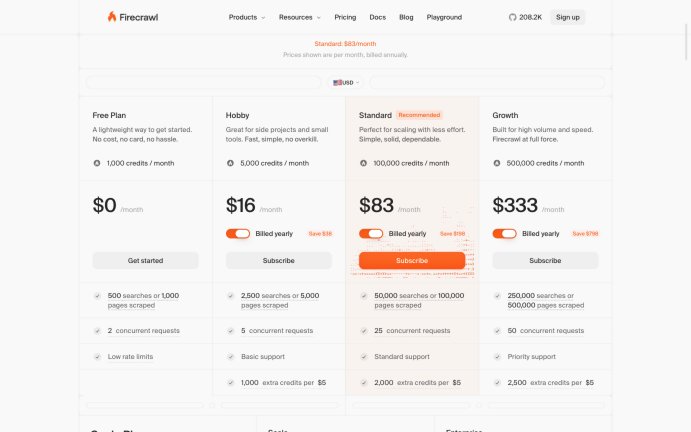 Firecrawl
Products
Resources
Pricing
Docs
Blog
Playground
208.2K
Sign up
Standard: $83/month
Prices shown are per month, billed annually.
USD
Free Plan
A lightweight way to get started.
No cost, no card, no hassle.
1,000 credits / month
$0 /month
Get started
500 searches or 1,000
pages scraped
2 concurrent requests
Low rate limits
Hobby
Great for side projects and small
tools. Fast, simple, no overkill.
5,000 credits / month
$16 /month
Billed yearly Save $38
Subscribe
2,500 searches or 5,000
pages scraped
5 concurrent requests
Basic support
1,000 extra credits per $5
Standard Recommended
Perfect for scaling with less effort.
Simple, solid, dependable.
100,000 credits / month
$83 /month
Billed yearly Save $198
Subscribe
50,000 searches or 100,000
pages scraped
25 concurrent requests
Standard support
2,000 extra credits per $5
Growth
Built for high volume and speed.
Firecrawl at full force.
500,000 credits / month
$333 /month
Billed yearly Save $798
Subscribe
250,000 searches or
500,000 pages scraped
50 concurrent requests
Priority support
2,500 extra credits per $5